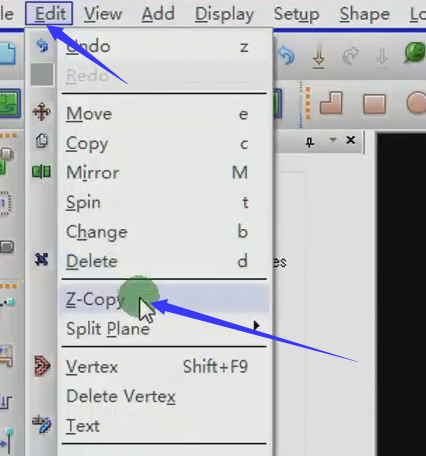 le Edit View Add Display Setup Shape Lo
Undo z
Redo
Move e
Copy c
Mirror M
Spin t
Change b
Delete d
es
Z-Copy
Split Plane
Vertex Shift+F9
Delete Vertex
Text